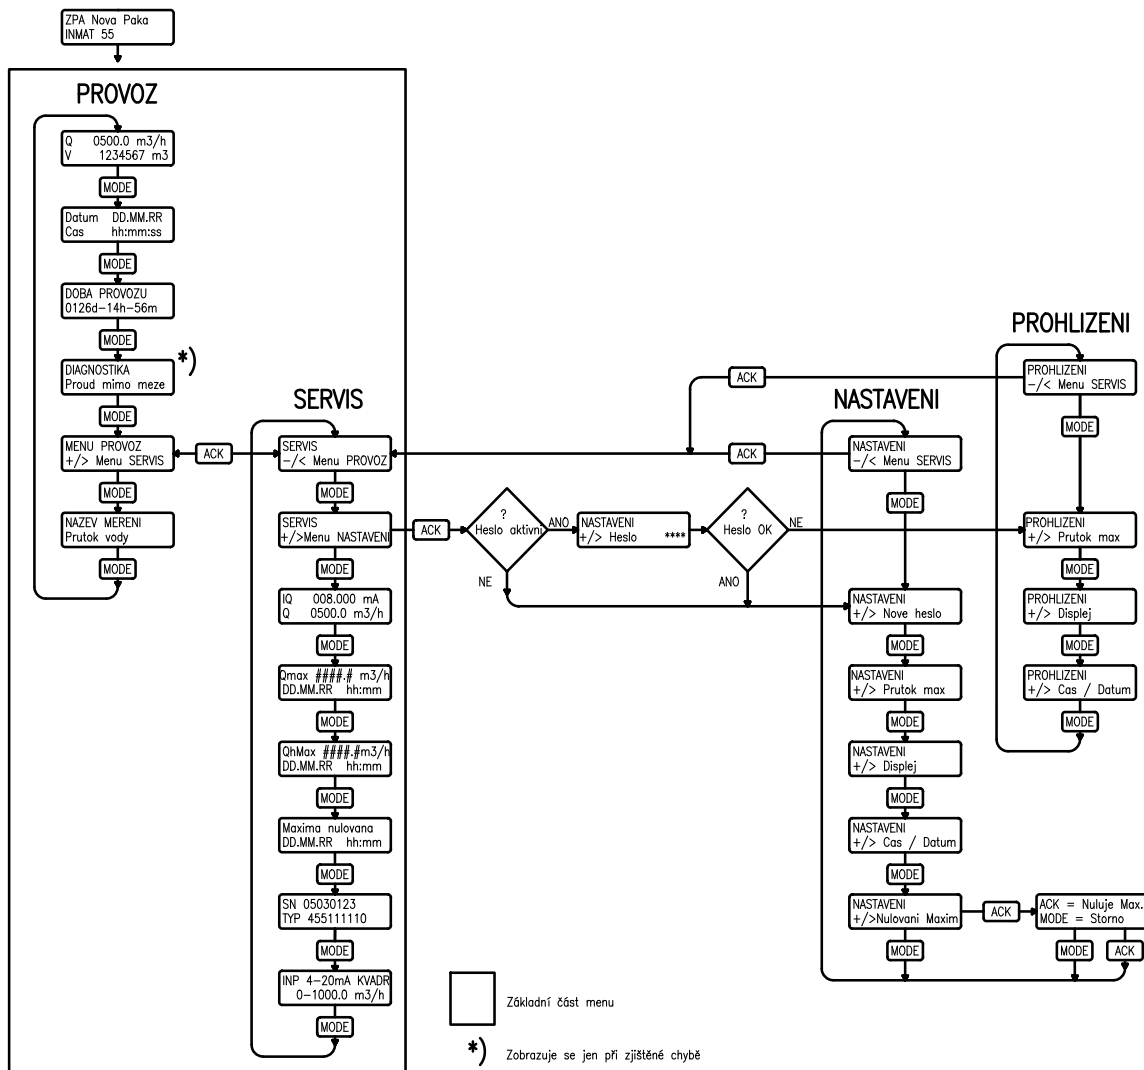 ZPA Nova Paka
INMAT 55
PROVOZ
Q 0500.0 m3/h
V 1234567 m3
MODE
Datum DD.MM.RR
Cas hh:mm:ss
MODE
DOBA PROVOZU
0126d-14h-56m
MODE
DIAGNOSTIKA
Proud mimo meze
*)
MODE
MENU PROVOZ
+/> Menu SERVIS
MODE
NAZEV MERENI
Prutok vody
MODE
ACK
SERVIS
SERVIS
-/< Menu PROVOZ
MODE
SERVIS
+/>Menu NASTAVENI
MODE
IQ 008.000 mA
Q 0500.0 m3/h
MODE
Qmax ####.# m3/h
DD.MM.RR hh:mm
MODE
QhMax ####.#m3/h
DD.MM.RR hh:mm
MODE
Maxima nulovana
DD.MM.RR hh:mm
MODE
SN 05030123
TYP 455111110
MODE
INP 4-20mA KVADR
0-1000.0 m3/h
MODE
ACK
?
Heslo aktivni
ANO
NE
NASTAVENI
+/> Heslo ****
?
Heslo OK
NE
ANO
ACK
ACK
NASTAVENI
NASTAVENI
-/< Menu SERVIS
MODE
NASTAVENI
+/> Nove heslo
MODE
NASTAVENI
+/> Prutok max
MODE
NASTAVENI
+/> Displej
MODE
NASTAVENI
+/> Cas / Datum
MODE
NASTAVENI
+/>Nulovani Maxim
MODE
ACK
ACK = Nuluje Max.
MODE = Storno
MODE
ACK
PROHLIZENI
PROHLIZENI
-/< Menu SERVIS
MODE
PROHLIZENI
+/> Prutok max
MODE
PROHLIZENI
+/> Displej
MODE
PROHLIZENI
+/> Cas / Datum
MODE
Základní část menu
*)
Zobrazuje se jen při zjištěné chybě